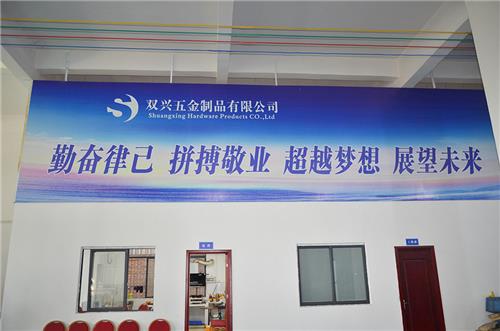 双兴五金制品有限公司
Shuangxing Hardware Products CO.,Ltd
勤奋律己 拼搏敬业 超越梦想 展望未来